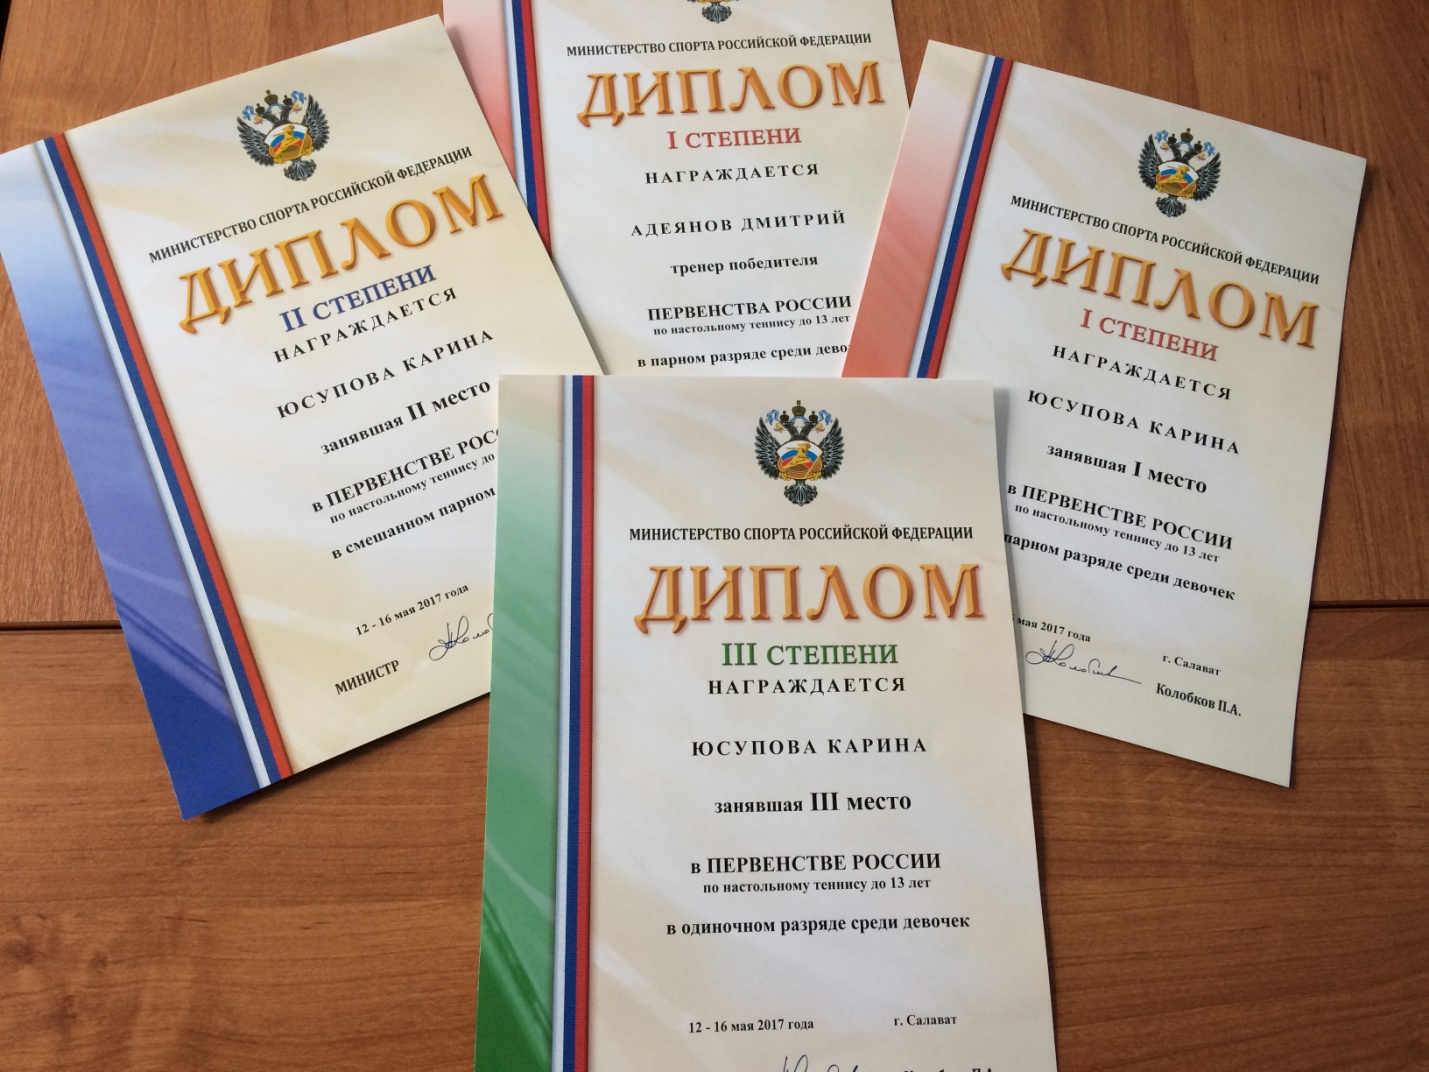 МИНИСТЕРСТВО СПОРТА РОССИЙСКОЙ ФЕДЕРАЦИИ
ДИПЛОМ
II СТЕПЕНИ
НАГРАЖДАЕТСЯ
ЮСУПОВА КАРИНА
занявшая II место
в ПЕРВЕНСТВЕ
по настольному теннису до
в смешанном парном
12 - 16 мая 2017 года
МИНИСТР
МИНИСТЕРСТВО СПОРТА РОССИЙСКОЙ ФЕДЕРАЦИИ
ДИПЛОМ
I СТЕПЕНИ
НАГРАЖДАЕТСЯ
АДЕЯНОВ ДМИТРИЙ
тренер победителя
ПЕРВЕНСТВА РОССИИ
по настольному теннису до 13 лет
в парном разряде среди
МИНИСТЕРСТВО СПОРТА РОССИЙСКОЙ ФЕДЕРАЦИИ
ДИПЛОМ
I СТЕПЕНИ
НАГРАЖДАЕТСЯ
ЮСУПОВА КАРИНА
занявшая I место
в ПЕРВЕНСТВЕ РОССИИ
по настольному теннису до 13 лет
парном разряде среди девочек
мая 2017 года
г. Салават
Колобков П.А.
МИНИСТЕРСТВО СПОРТА РОССИЙСКОЙ ФЕДЕРАЦИИ
ДИПЛОМ
III СТЕПЕНИ
НАГРАЖДАЕТСЯ
ЮСУПОВА КАРИНА
занявшая III место
в ПЕРВЕНСТВЕ РОССИИ
по настольному теннису до 13 лет
в одиночном разряде среди девочек
12 - 16 мая 2017 года г. Салават